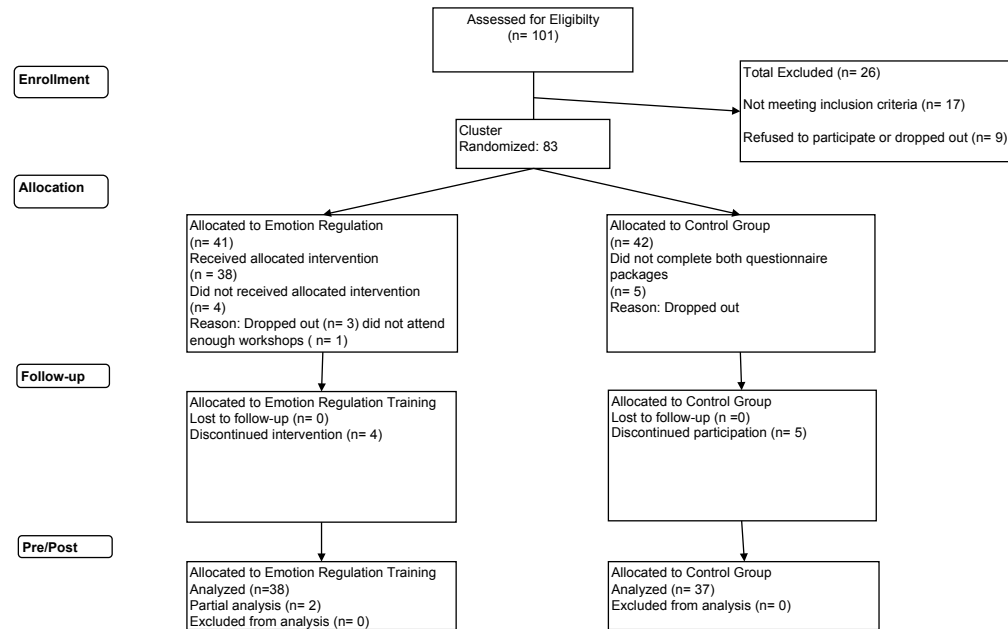 Assessed for Eligibilty
(n= 101)
Enrollment
Total Excluded (n= 26)
Not meeting inclusion criteria (n= 17)
Refused to participate or dropped out (n= 9)
Cluster
Randomized: 83
Allocation
Allocated to Emotion Regulation
(n= 41)
Received allocated intervention
(n = 38)
Did not received allocated intervention
(n= 4)
Reason: Dropped out (n= 3) did not attend
enough workshops ( n= 1)
Allocated to Control Group
(n= 42)
Did not complete both questionnaire
packages
(n= 5)
Reason: Dropped out
Follow-up
Allocated to Emotion Regulation Training
Lost to follow-up (n= 0)
Discontinued intervention (n= 4)
Allocated to Control Group
Lost to follow-up (n =0)
Discontinued participation (n= 5)
Pre/Post
Allocated to Emotion Regulation Training
Analyzed (n=38)
Partial analysis (n= 2)
Excluded from analysis (n= 0)
Allocated to Control Group
Analyzed (n= 37)
Excluded from analysis (n= 0)